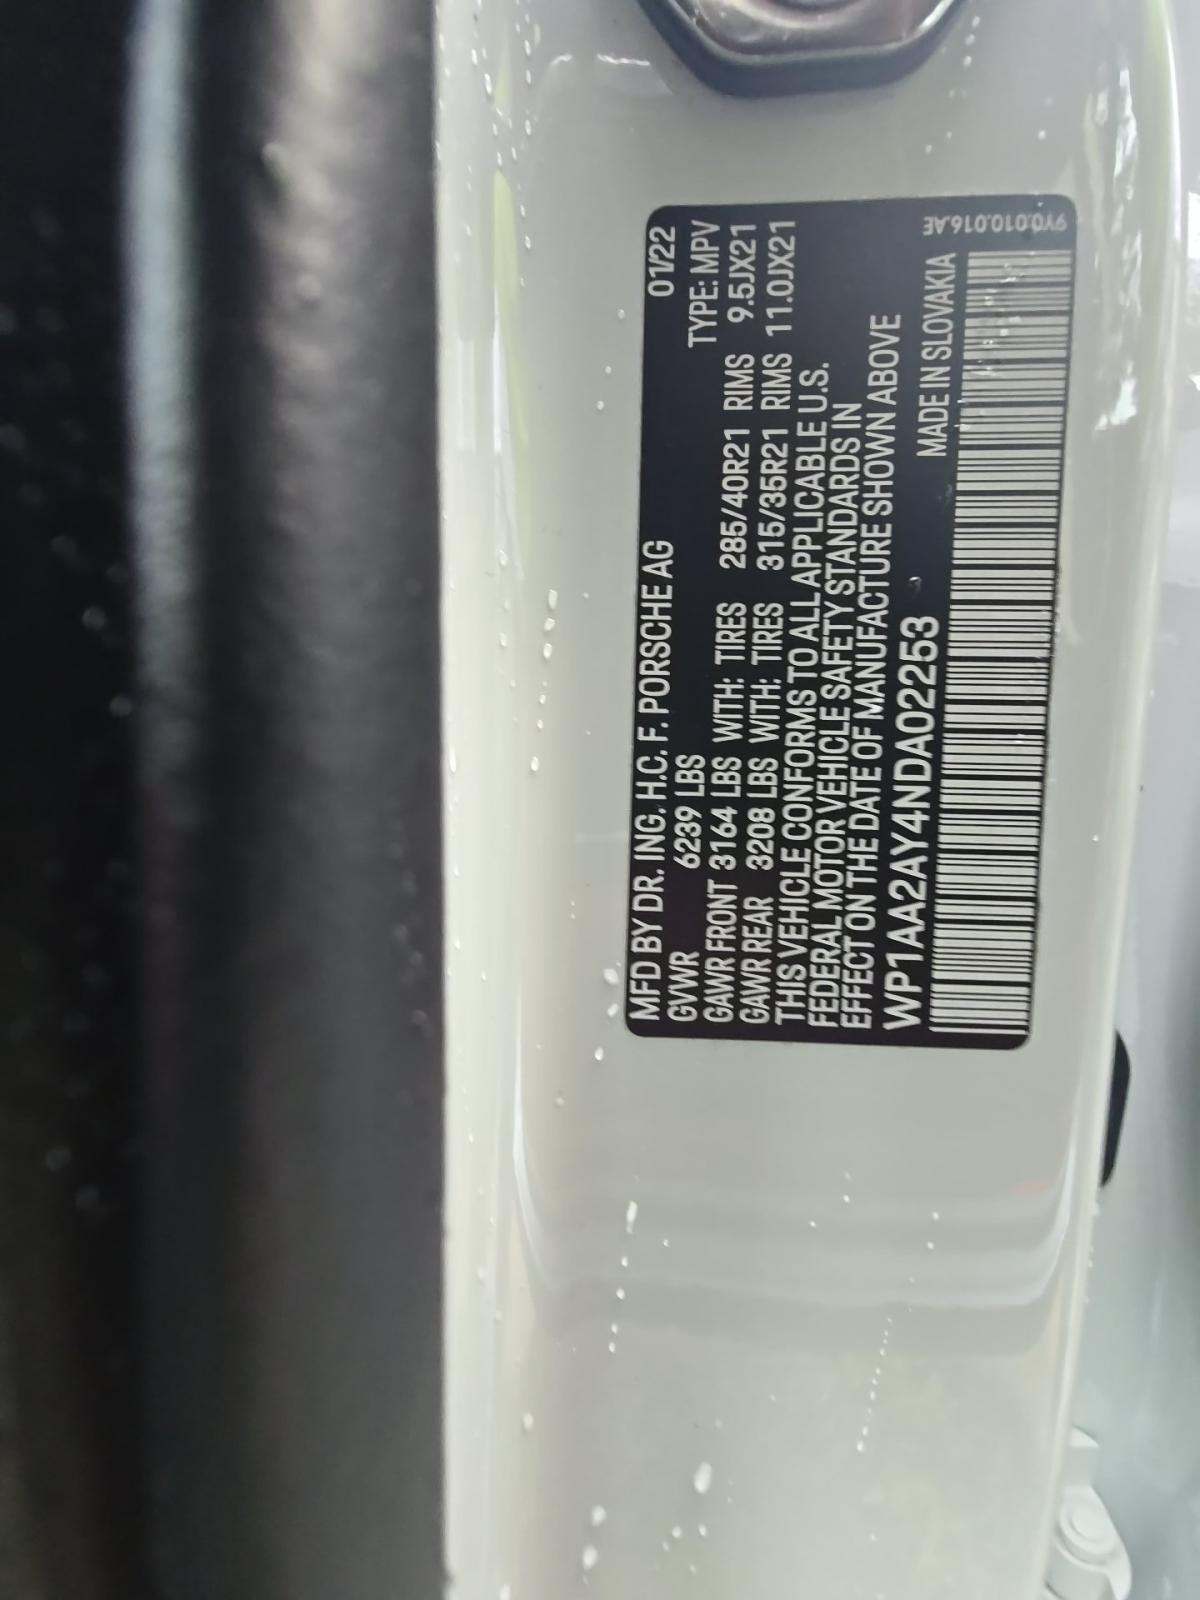 MFD BY DR. ING. H.C. F. PORSCHE AG 01/22
GVWR 6239 LBS TYPE: MPV
GAWR FRONT 3164 LBS WITH: TIRES 285/40R21 RIMS 9.5JX21
GAWR REAR 3208 LBS WITH: TIRES 315/35R21 RIMS 11.0JX21
THIS VEHICLE CONFORMS TO ALL APPLICABLE U.S.
FEDERAL MOTOR VEHICLE SAFETY STANDARDS IN
EFFECT ON THE DATE OF MANUFACTURE SHOWN ABOVE
WP1AA2AY4NDA02253 MADE IN SLOVAKIA
9Y0.010.016.AE